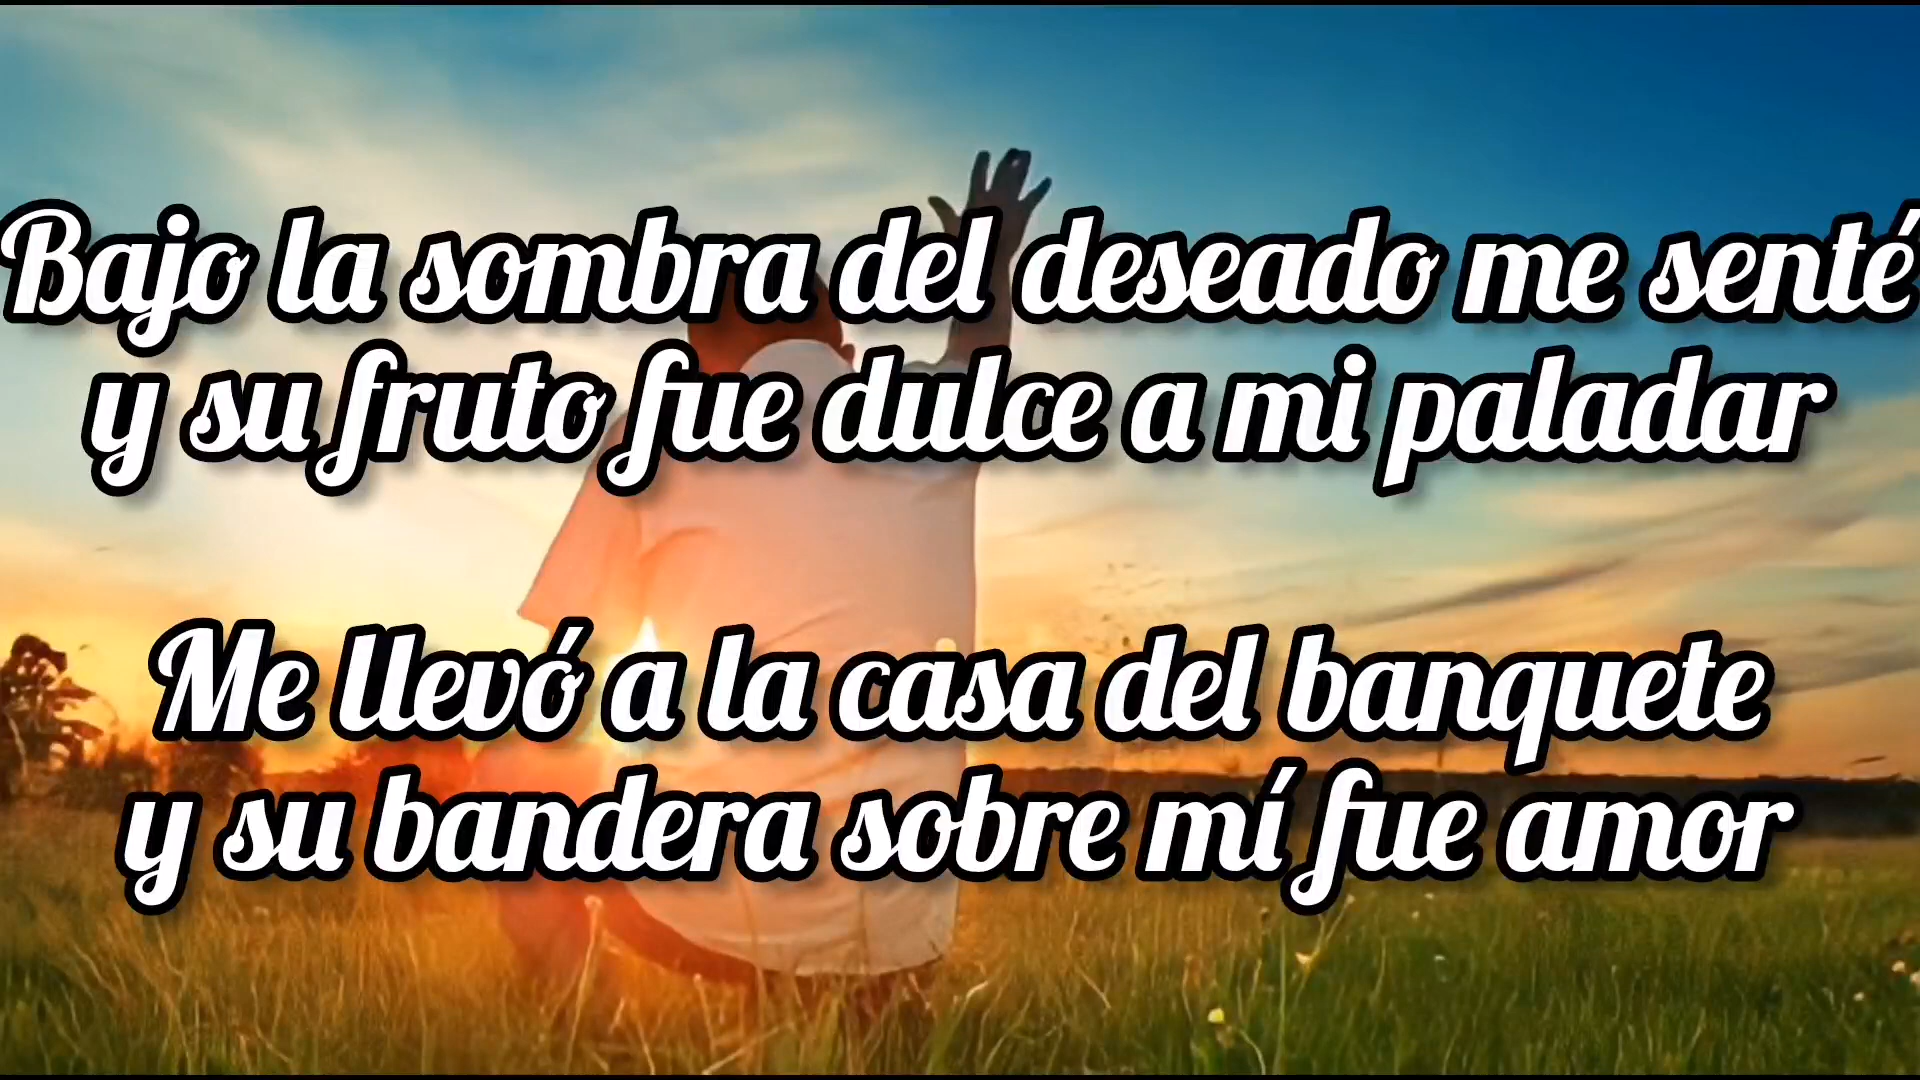 Bajo la sombra del deseado me senté
y su fruto fue dulce a mi paladar
Me llevó a la casa del banquete
y su bandera sobre mí fue amor